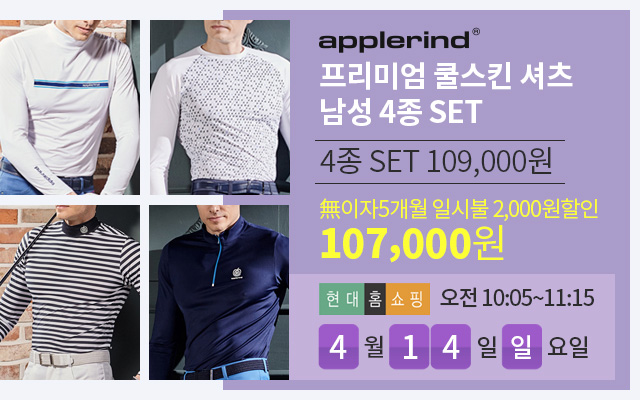 applerind®
프리미엄 쿨스킨 셔츠
남성 4종 SET
4종 SET 109,000원
無이자5개월 일시불 2,000원할인
107,000원
현대홈쇼핑 오전 10:05~11:15
4월 14일 일요일